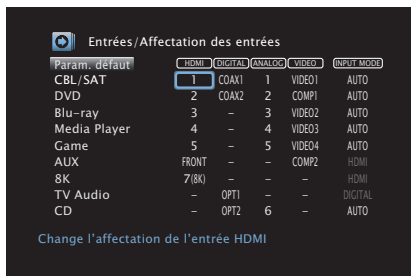 Entrées/Affectation des entrées
Param. défaut HDMI DIGITAL ANALOG VIDEO INPUT MODE
CBL/SAT 1 COAX1 1 VIDEO1 AUTO
DVD 2 COAX2 2 COMP1 AUTO
Blu-ray 3 – 3 VIDEO2 AUTO
Media Player 4 – 4 VIDEO3 AUTO
Game 5 – 5 VIDEO4 AUTO
AUX FRONT – – COMP2 HDMI
8K 7(8K) – – – HDMI
TV Audio – OPT1 – – DIGITAL
CD – OPT2 6 – AUTO
Change l'affectation de l'entrée HDMI